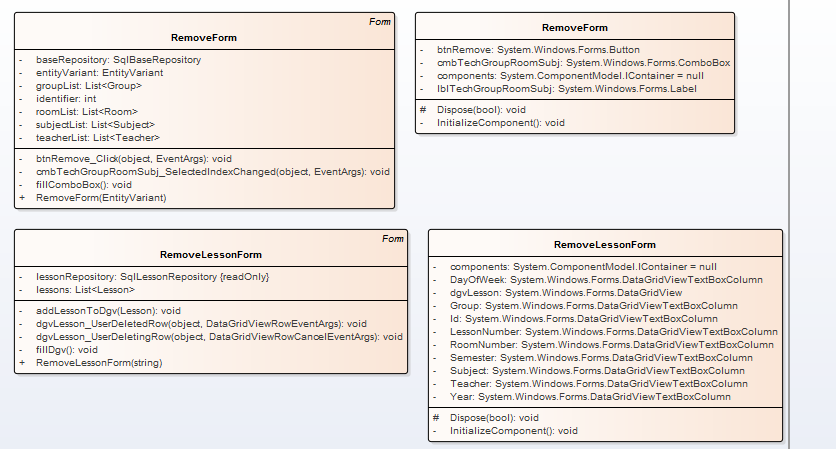 Form
RemoveForm
- baseRepository: SqlBaseRepository
- entityVariant: EntityVariant
- groupList: List<Group>
- identifier: int
- roomList: List<Room>
- subjectList: List<Subject>
- teacherList: List<Teacher>
- btnRemove_Click(object, EventArgs): void
- cmbTechGroupRoomSubj_SelectedIndexChanged(object, EventArgs): void
- fillComboBox(): void
+ RemoveForm(EntityVariant)
RemoveForm
- btnRemove: System.Windows.Forms.Button
- cmbTechGroupRoomSubj: System.Windows.Forms.ComboBox
- components: System.ComponentModel.IContainer = null
- lblTechGroupRoomSubj: System.Windows.Forms.Label
# Dispose(bool): void
- InitializeComponent(): void
Form
RemoveLessonForm
- lessonRepository: SqlLessonRepository {readOnly}
- lessons: List<Lesson>
- addLessonToDgv(Lesson): void
- dgvLesson_UserDeletedRow(object, DataGridViewRowEventArgs): void
- dgvLesson_UserDeletingRow(object, DataGridViewRowCancelEventArgs): void
- fillDgv(): void
+ RemoveLessonForm(string)
RemoveLessonForm
- components: System.ComponentModel.IContainer = null
- DayOfWeek: System.Windows.Forms.DataGridViewTextBoxColumn
- dgvLesson: System.Windows.Forms.DataGridView
- Group: System.Windows.Forms.DataGridViewTextBoxColumn
- Id: System.Windows.Forms.DataGridViewTextBoxColumn
- LessonNumber: System.Windows.Forms.DataGridViewTextBoxColumn
- RoomNumber: System.Windows.Forms.DataGridViewTextBoxColumn
- Semester: System.Windows.Forms.DataGridViewTextBoxColumn
- Subject: System.Windows.Forms.DataGridViewTextBoxColumn
- Teacher: System.Windows.Forms.DataGridViewTextBoxColumn
- Year: System.Windows.Forms.DataGridViewTextBoxColumn
# Dispose(bool): void
- InitializeComponent(): void